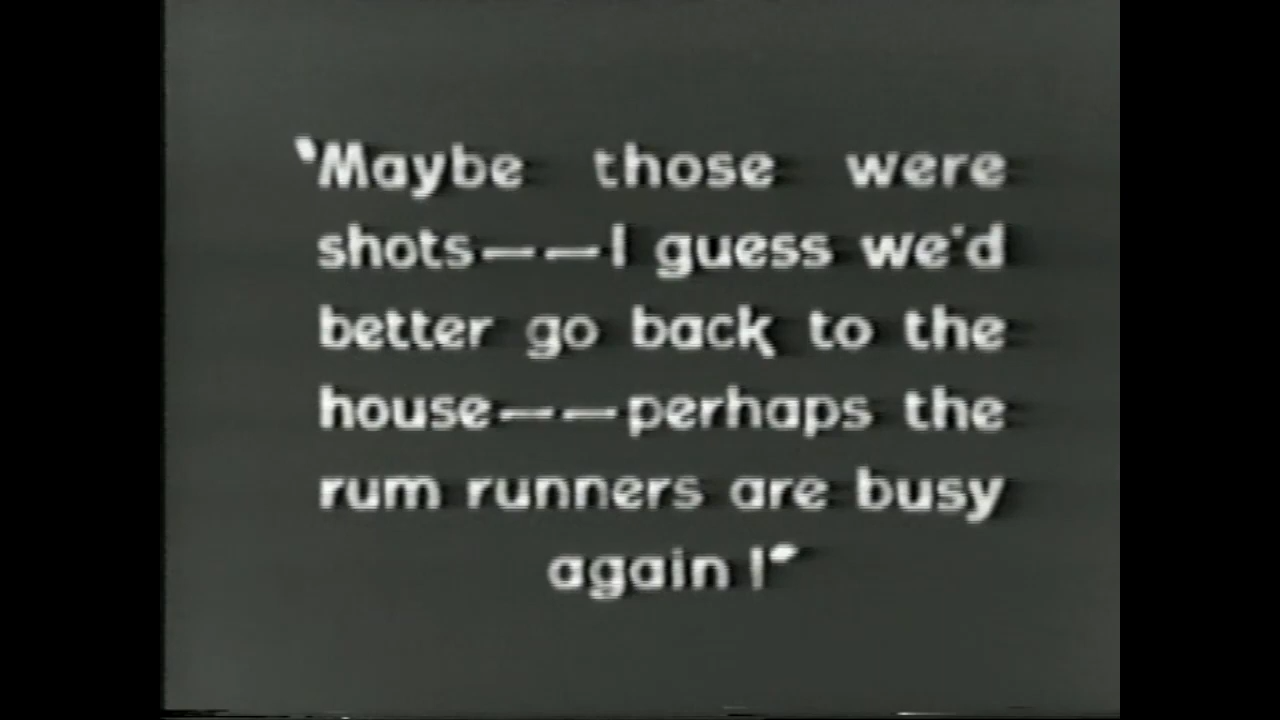 "Maybe those were
shots——I guess we'd
better go back to the
house——perhaps the
rum runners are busy
again!"